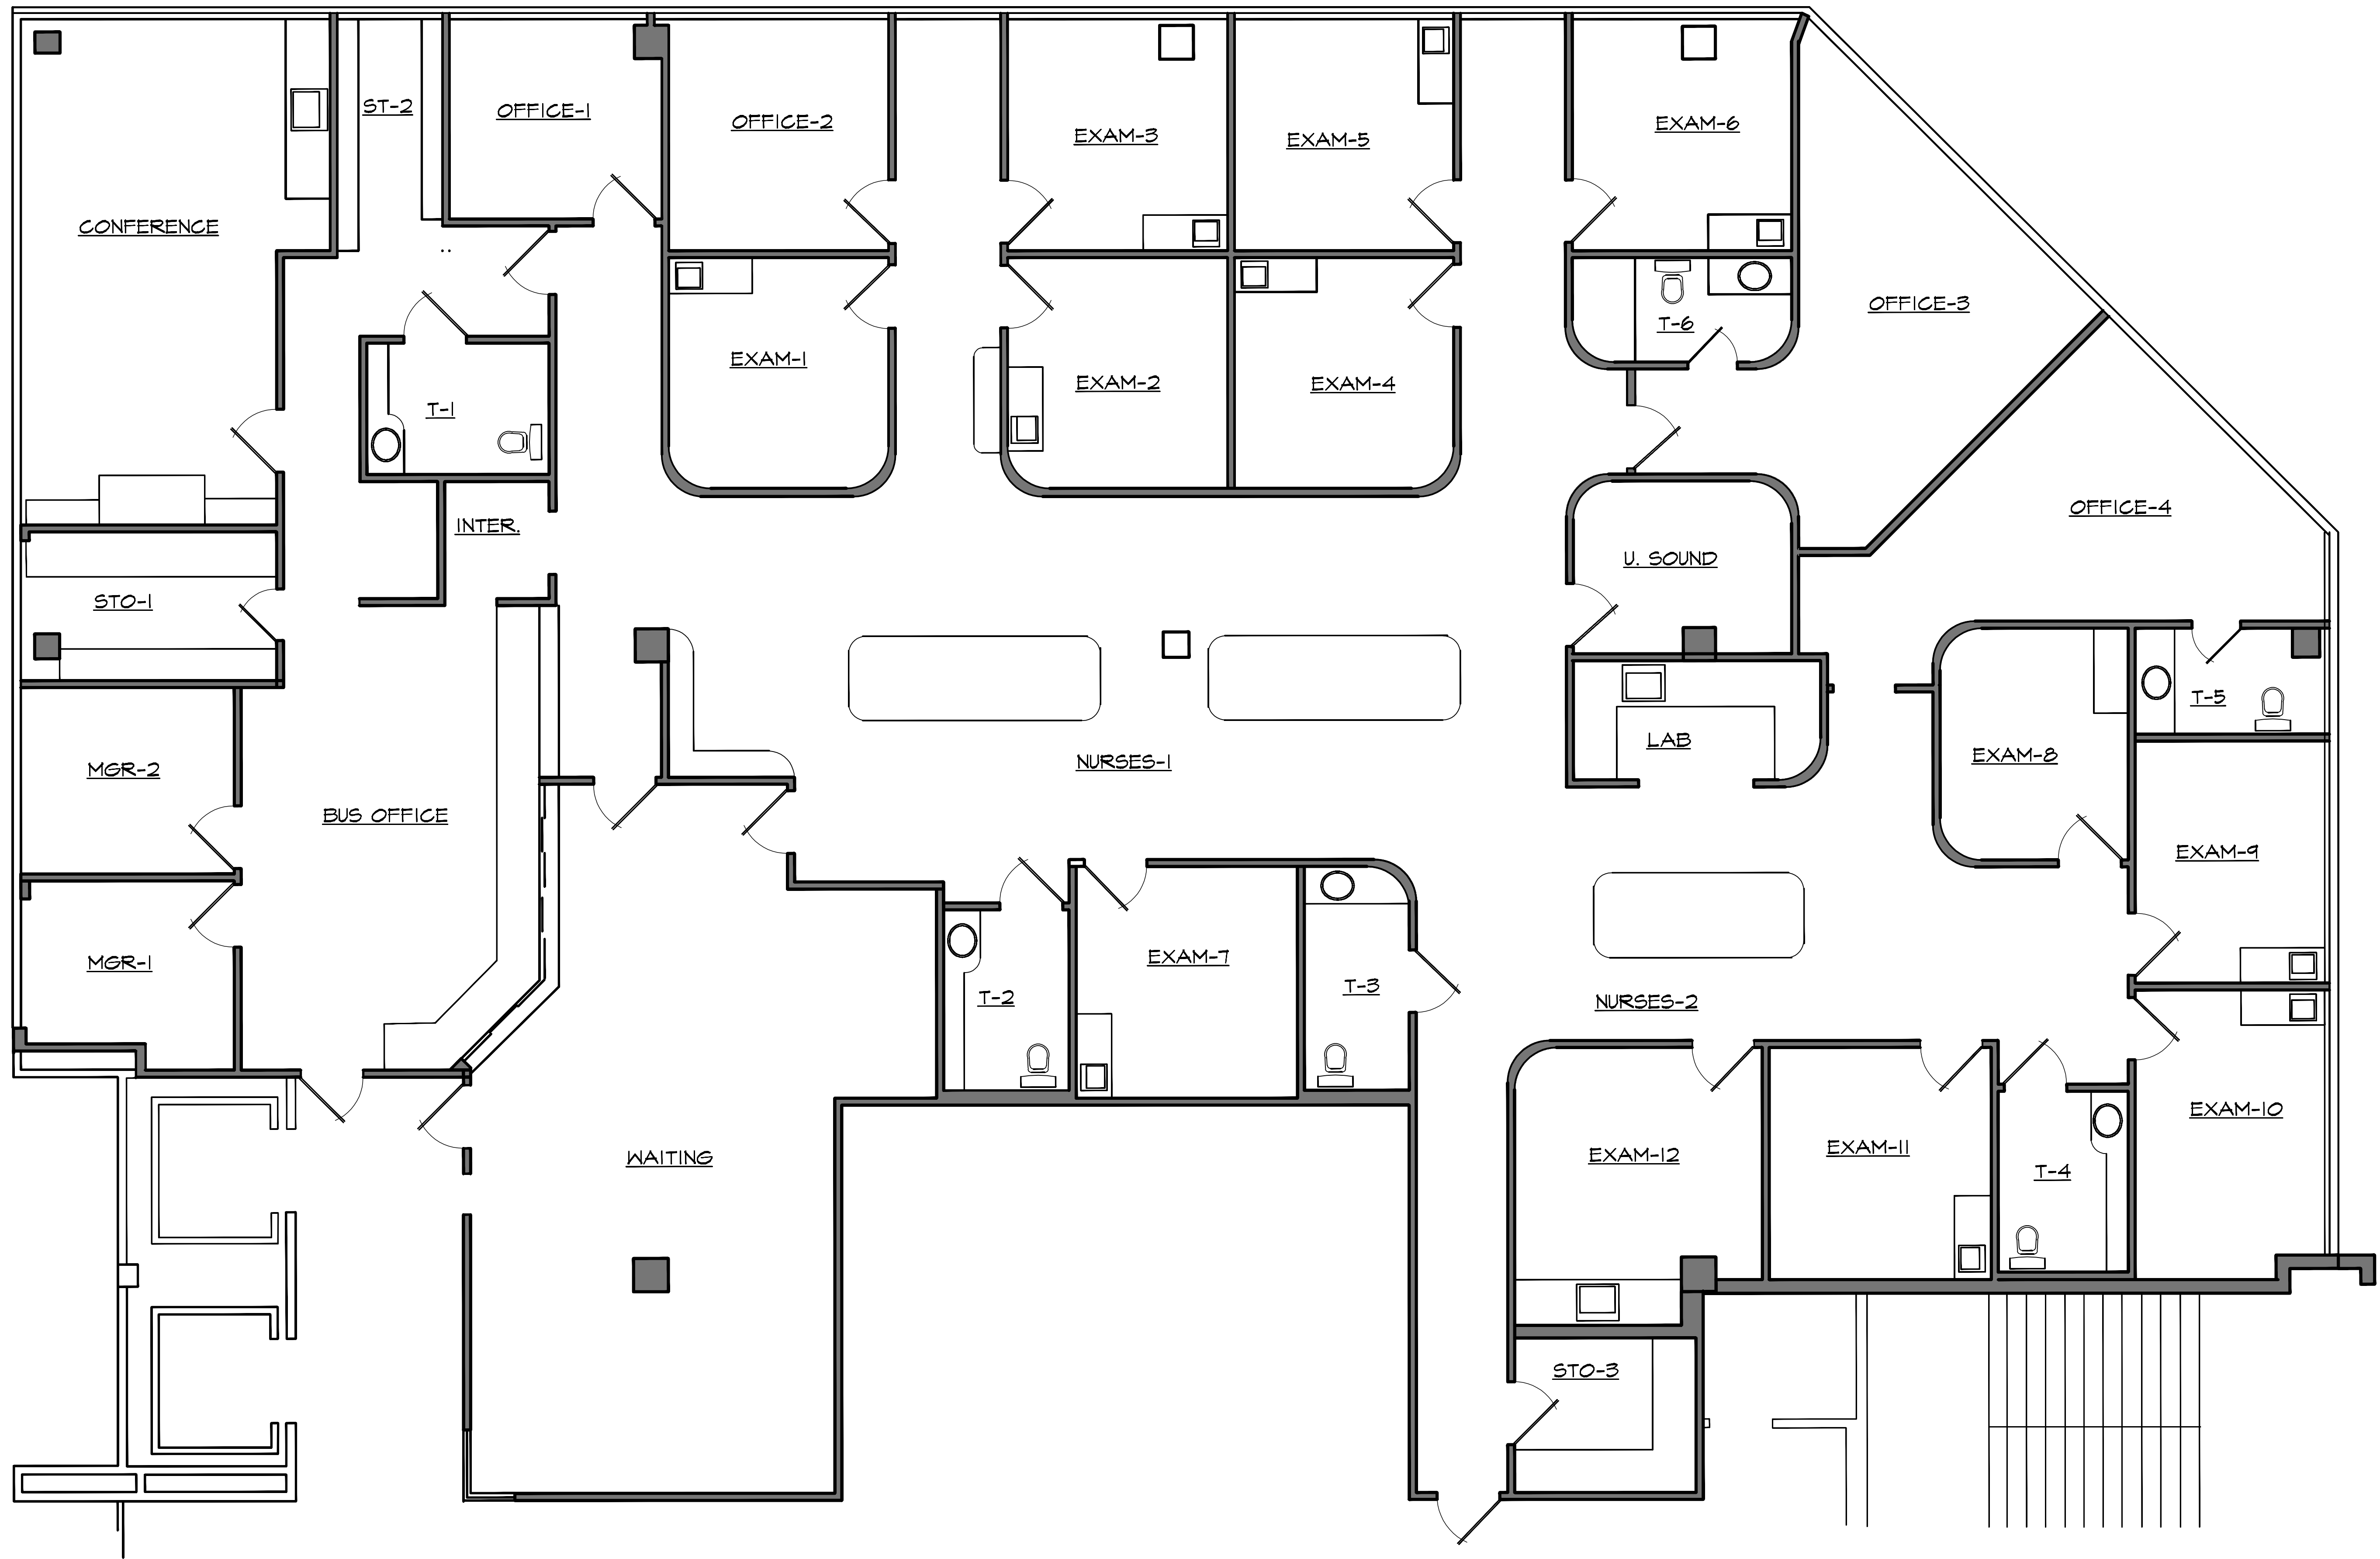 ST-2
OFFICE-1
OFFICE-2
EXAM-3
EXAM-5
EXAM-6
CONFERENCE
OFFICE-3
T-6
EXAM-1
EXAM-2
EXAM-4
T-1
OFFICE-4
INTER.
U. SOUND
STO-1
T-5
LAB
EXAM-8
NURSES-1
MGR-2
BUS OFFICE
EXAM-9
MGR-1
EXAM-7
T-3
T-2
NURSES-2
EXAM-10
EXAM-11
EXAM-12
WAITING
T-4
STO-3